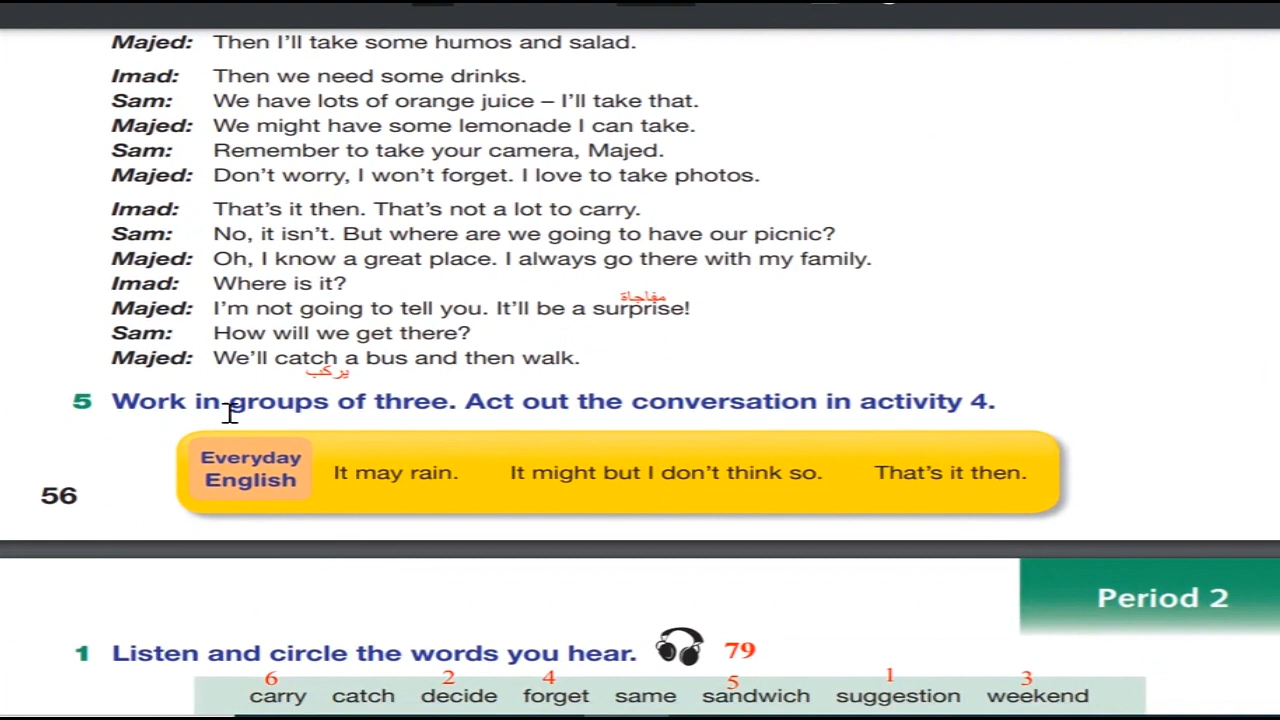 Majed: Then I'll take some humos and salad.
Imad: Then we need some drinks.
Sam: We have lots of orange juice – I'll take that.
Majed: We might have some lemonade I can take.
Sam: Remember to take your camera, Majed.
Majed: Don't worry, I won't forget. I love to take photos.
Imad: That's it then. That's not a lot to carry.
Sam: No, it isn't. But where are we going to have our picnic?
Majed: Oh, I know a great place. I always go there with my family.
Imad: Where is it?
مفاجاة
Majed: I'm not going to tell you. It'll be a surprise!
Sam: How will we get there?
Majed: We'll catch a bus and then walk.
يركب
5 Work in groups of three. Act out the conversation in activity 4.
Everyday English
It may rain. It might but I don't think so. That's it then.
56
Period 2
1 Listen and circle the words you hear. 79
6 2 4 5 1 3
carry catch decide forget same sandwich suggestion weekend